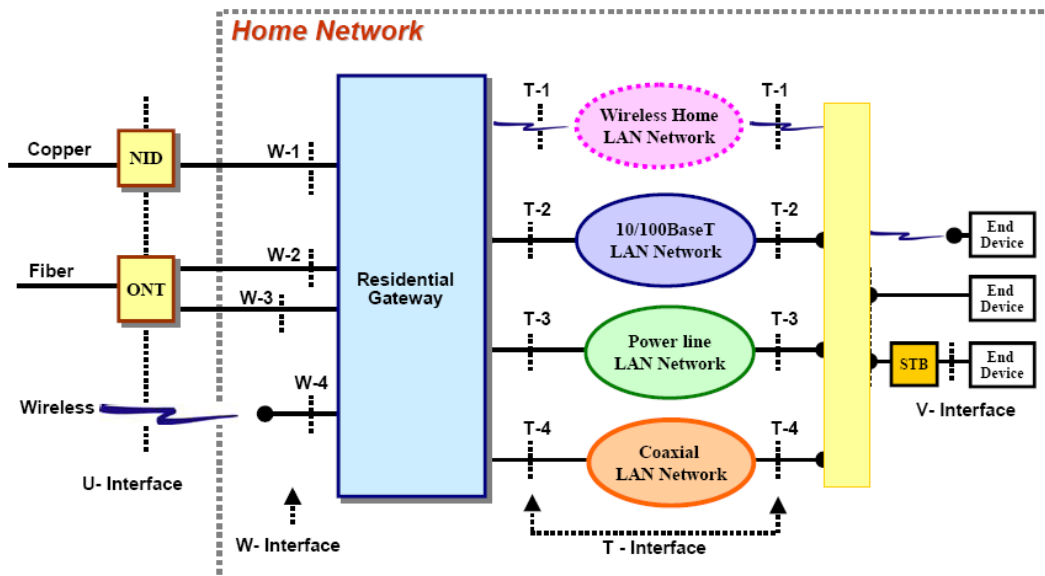 Home Network
T-1
T-1
Wireless Home
LAN Network
Copper
NID
W-1
T-2
10/100BaseT
LAN Network
T-2
End
Device
Fiber
ONT
W-2
W-3
Residential
Gateway
End
Device
T-3
Power line
LAN Network
T-3
STB
End
Device
Wireless
W-4
V- Interface
T-4
Coaxial
LAN Network
T-4
U- Interface
W- Interface
T - Interface